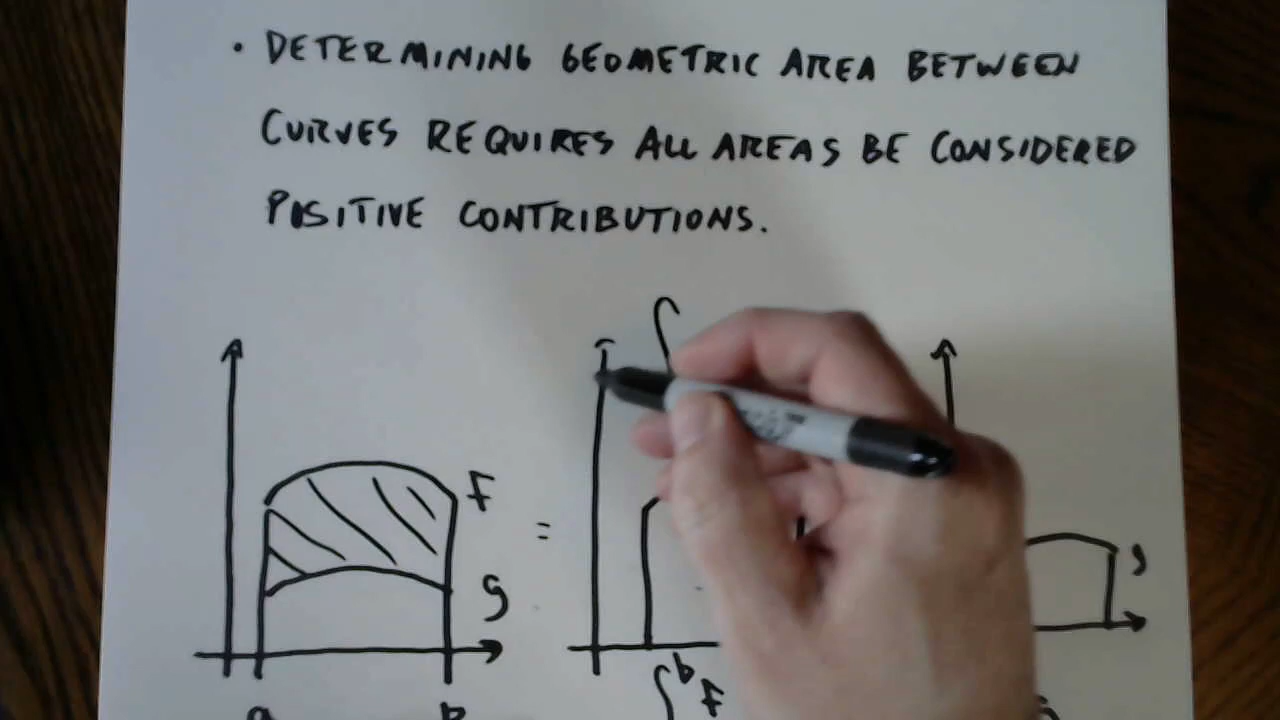 • DETERMINING GEOMETRIC AREA BETWEEN
CURVES REQUIRES ALL AREAS BE CONSIDERED
POSITIVE CONTRIBUTIONS.
∫
f
=
g
g
a b
∫ b f